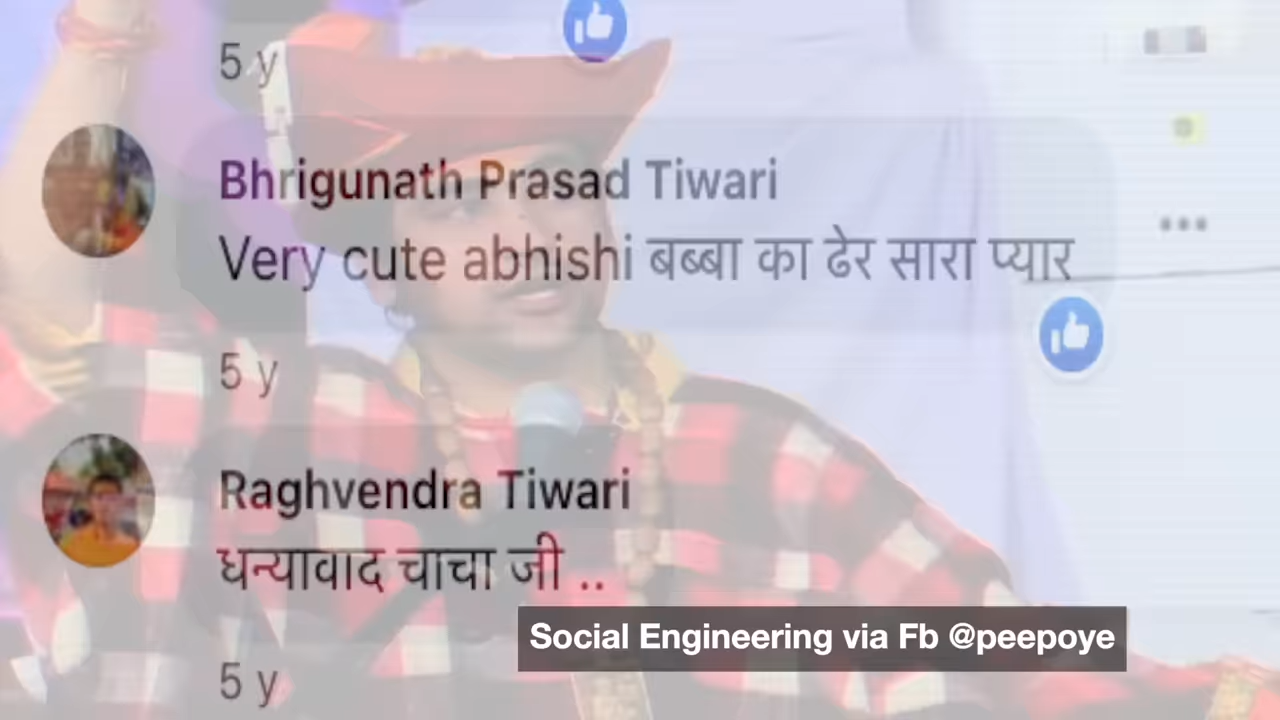 5 y
Bhrigunath Prasad Tiwari
Very cute abhishi बब्बा का ढेर सारा प्यार
5 y
Raghvendra Tiwari
धन्यावाद चाचा जी ..
Social Engineering via Fb @peepoye
5 y